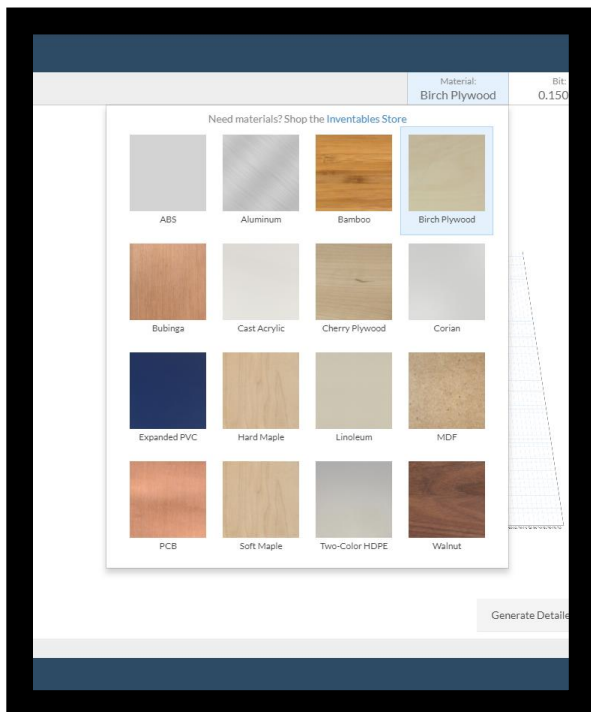 Material:
Birch Plywood
Bit:
0.150
Need materials? Shop the Inventables Store
ABS
Aluminum
Bamboo
Birch Plywood
Bubinga
Cast Acrylic
Cherry Plywood
Corian
Expanded PVC
Hard Maple
Linoleum
MDF
PCB
Soft Maple
Two-Color HDPE
Walnut
Generate Detaile